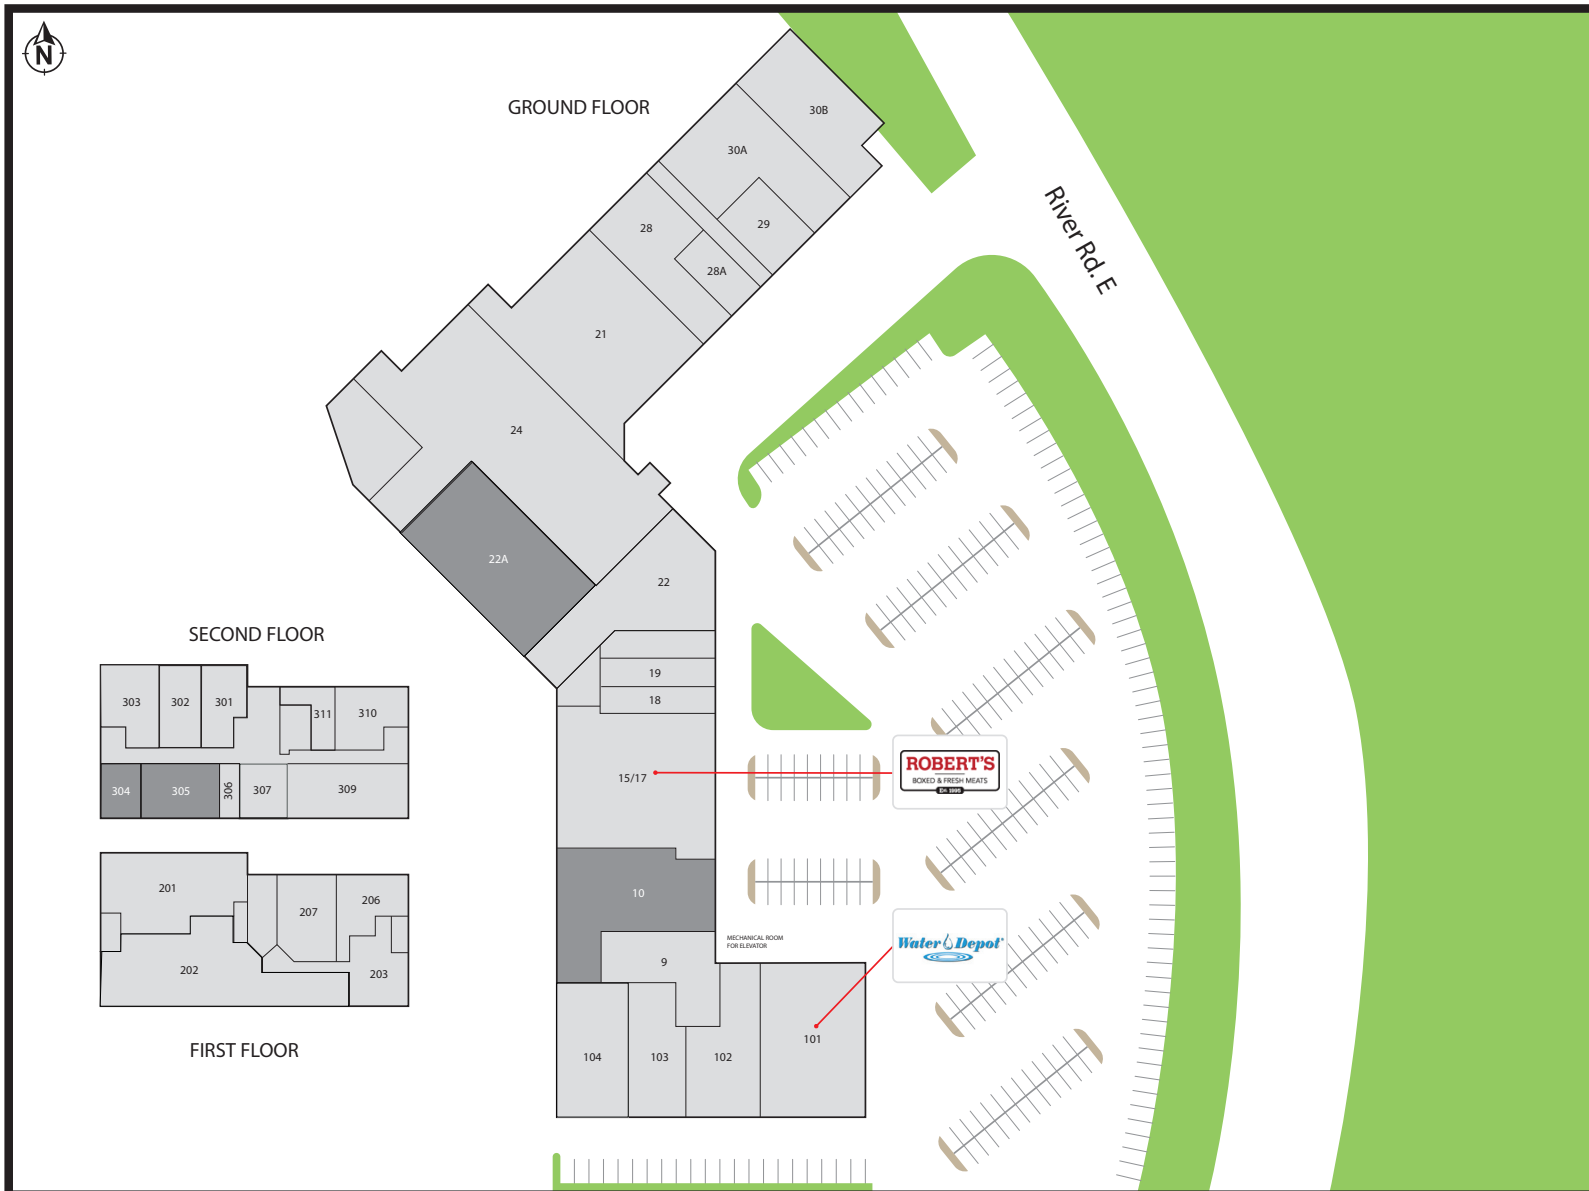 N
GROUND FLOOR
30B
30A
29
28
28A
River Rd. E
21
24
22A
22
SECOND FLOOR
303
302
301
311
310
304
305
306
307
309
19
18
15/17
ROBERT'S
BOXED & FRESH MEATS
Est. 1995
201
207
206
202
203
FIRST FLOOR
10
MECHANICAL ROOM
FOR ELEVATOR
9
Water Depot
104
103
102
101